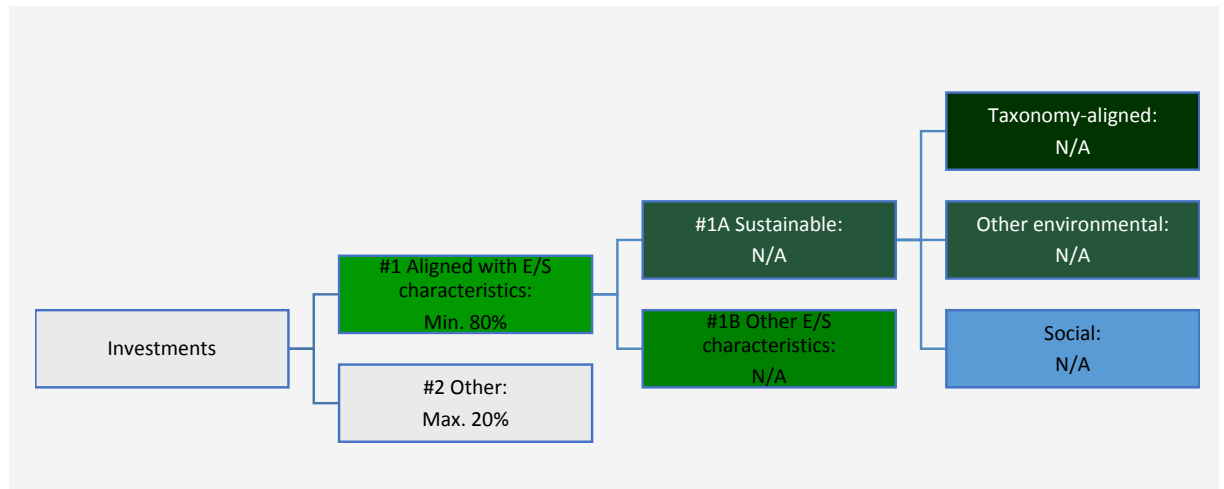 Investments
#1 Aligned with E/S
characteristics:
Min. 80%
#2 Other:
Max. 20%
#1A Sustainable:
N/A
#1B Other E/S
characteristics:
N/A
Taxonomy-aligned:
N/A
Other environmental:
N/A
Social:
N/A